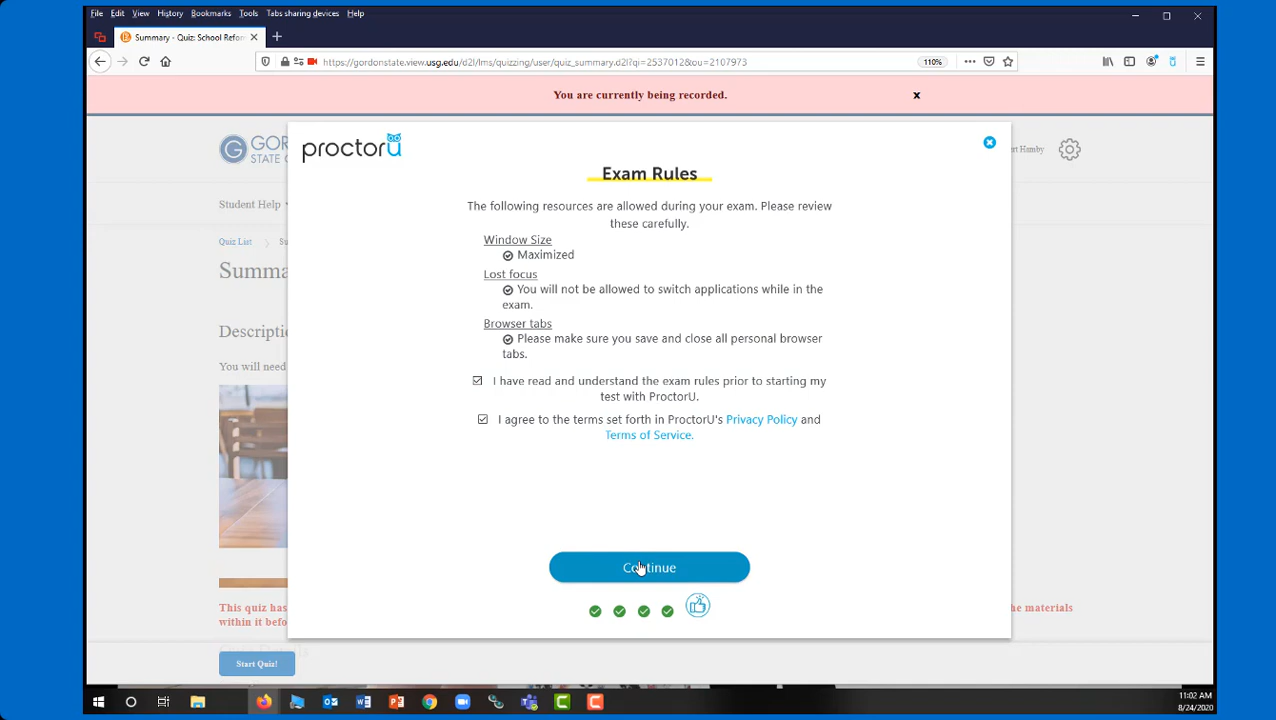 File Edit View History Bookmarks Tools Tabs sharing devices Help
Summary - Quiz: School Refor
https://gordonstate.view.usg.edu/d2l/lms/quizzing/user/quiz_summary.d2l?qi=2537012&ou=2107973
110%
You are currently being recorded.
x
G GOR
STATE C
proctorU
ert Hamby
Exam Rules
The following resources are allowed during your exam. Please review
these carefully.
Student Help
Window Size
Maximized
Quiz List
Su
Lost focus
Summa
You will not be allowed to switch applications while in the
exam.
Browser tabs
Descripti
Please make sure you save and close all personal browser
tabs.
You will need
I have read and understand the exam rules prior to starting my
test with ProctorU.
I agree to the terms set forth in ProctorU's Privacy Policy and
Terms of Service.
Continue
This quiz has
he materials
within it befo
Start Quiz!
11:02 AM
8/24/2020